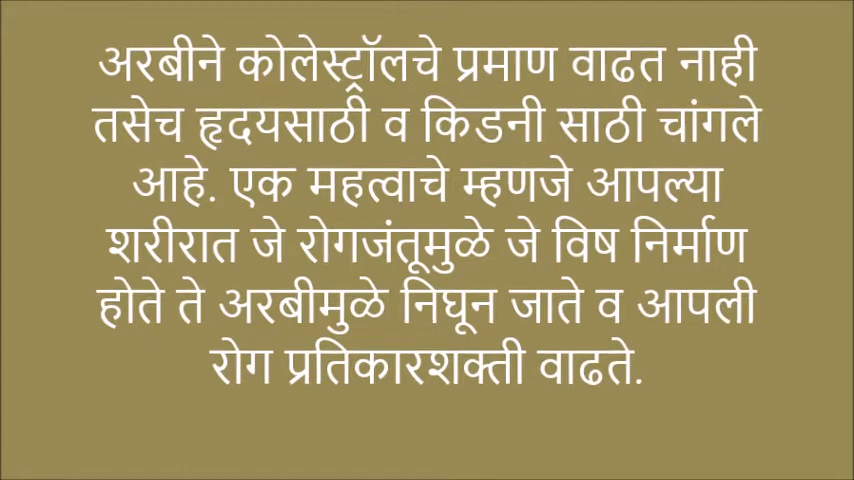 अरबीने कोलेस्ट्रॉलचे प्रमाण वाढत नाही
तसेच हृदयसाठी व किडनी साठी चांगले
आहे. एक महत्वाचे म्हणजे आपल्या
शरीरात जे रोगजंतूमुळे जे विष निर्माण
होते ते अरबीमुळे निघून जाते व आपली
रोग प्रतिकारशक्ती वाढते.